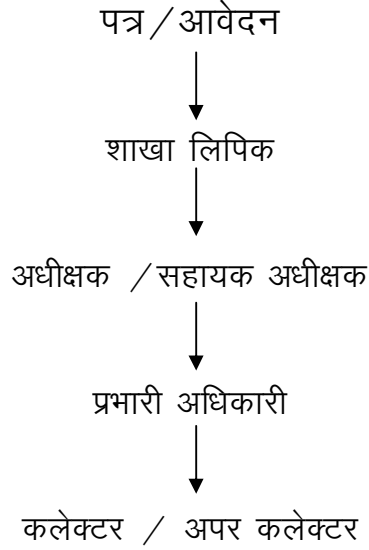 पत्र/आवेदन
शाखा लिपिक
अधीक्षक /सहायक अधीक्षक
प्रभारी अधिकारी
कलेक्टर / अपर कलेक्टर